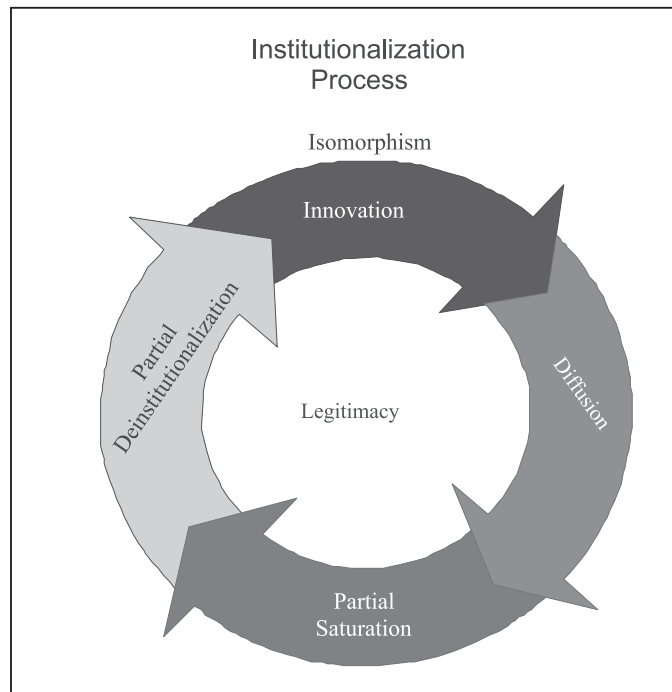 Institutionalization
Process
Isomorphism
Innovation
Diffusion
Legitimacy
Partial
Deinstitutionalization
Partial
Saturation